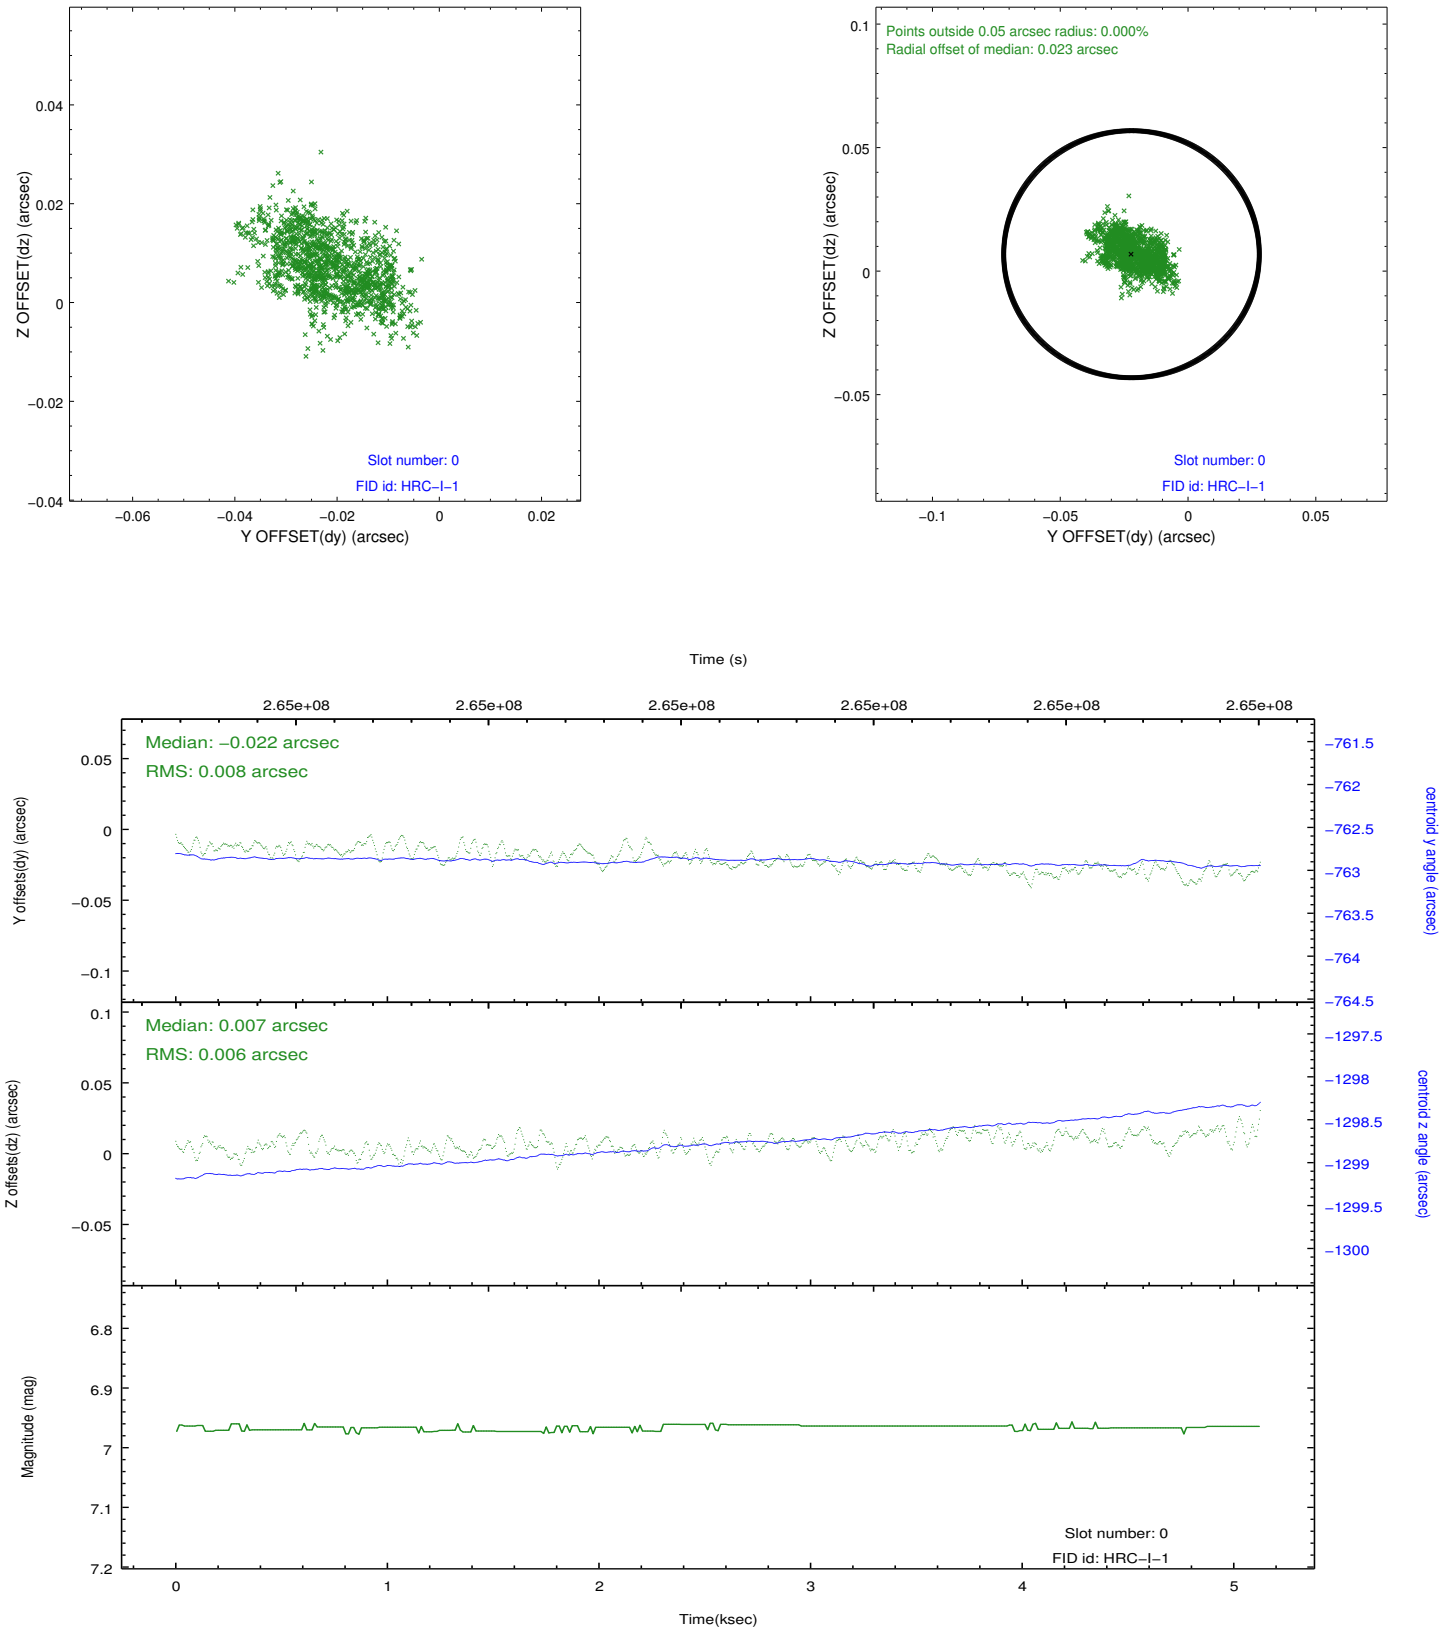 0.04
0.02
0
−0.02
−0.04
Z OFFSET(dz) (arcsec)
−0.06
−0.04
−0.02
0
0.02
Y OFFSET(dy) (arcsec)
Slot number: 0
FID id: HRC−I−1
Points outside 0.05 arcsec radius: 0.000%
Radial offset of median: 0.023 arcsec
0.1
0.05
0
−0.05
Z OFFSET(dz) (arcsec)
−0.1
−0.05
0
0.05
Y OFFSET(dy) (arcsec)
Slot number: 0
FID id: HRC−I−1
Time (s)
2.65e+08
2.65e+08
2.65e+08
2.65e+08
2.65e+08
2.65e+08
Median: −0.022 arcsec
RMS: 0.008 arcsec
0.05
0
−0.05
−0.1
Y offsets(dy) (arcsec)
−761.5
−762
−762.5
−763
−763.5
−764
−764.5
centroid y angle (arcsec)
Median: 0.007 arcsec
RMS: 0.006 arcsec
0.1
0.05
0
−0.05
Z offsets(dz) (arcsec)
−1297.5
−1298
−1298.5
−1299
−1299.5
−1300
centroid z angle (arcsec)
6.8
6.9
7
7.1
7.2
Magnitude (mag)
Slot number: 0
FID id: HRC−I−1
0
1
2
3
4
5
Time(ksec)